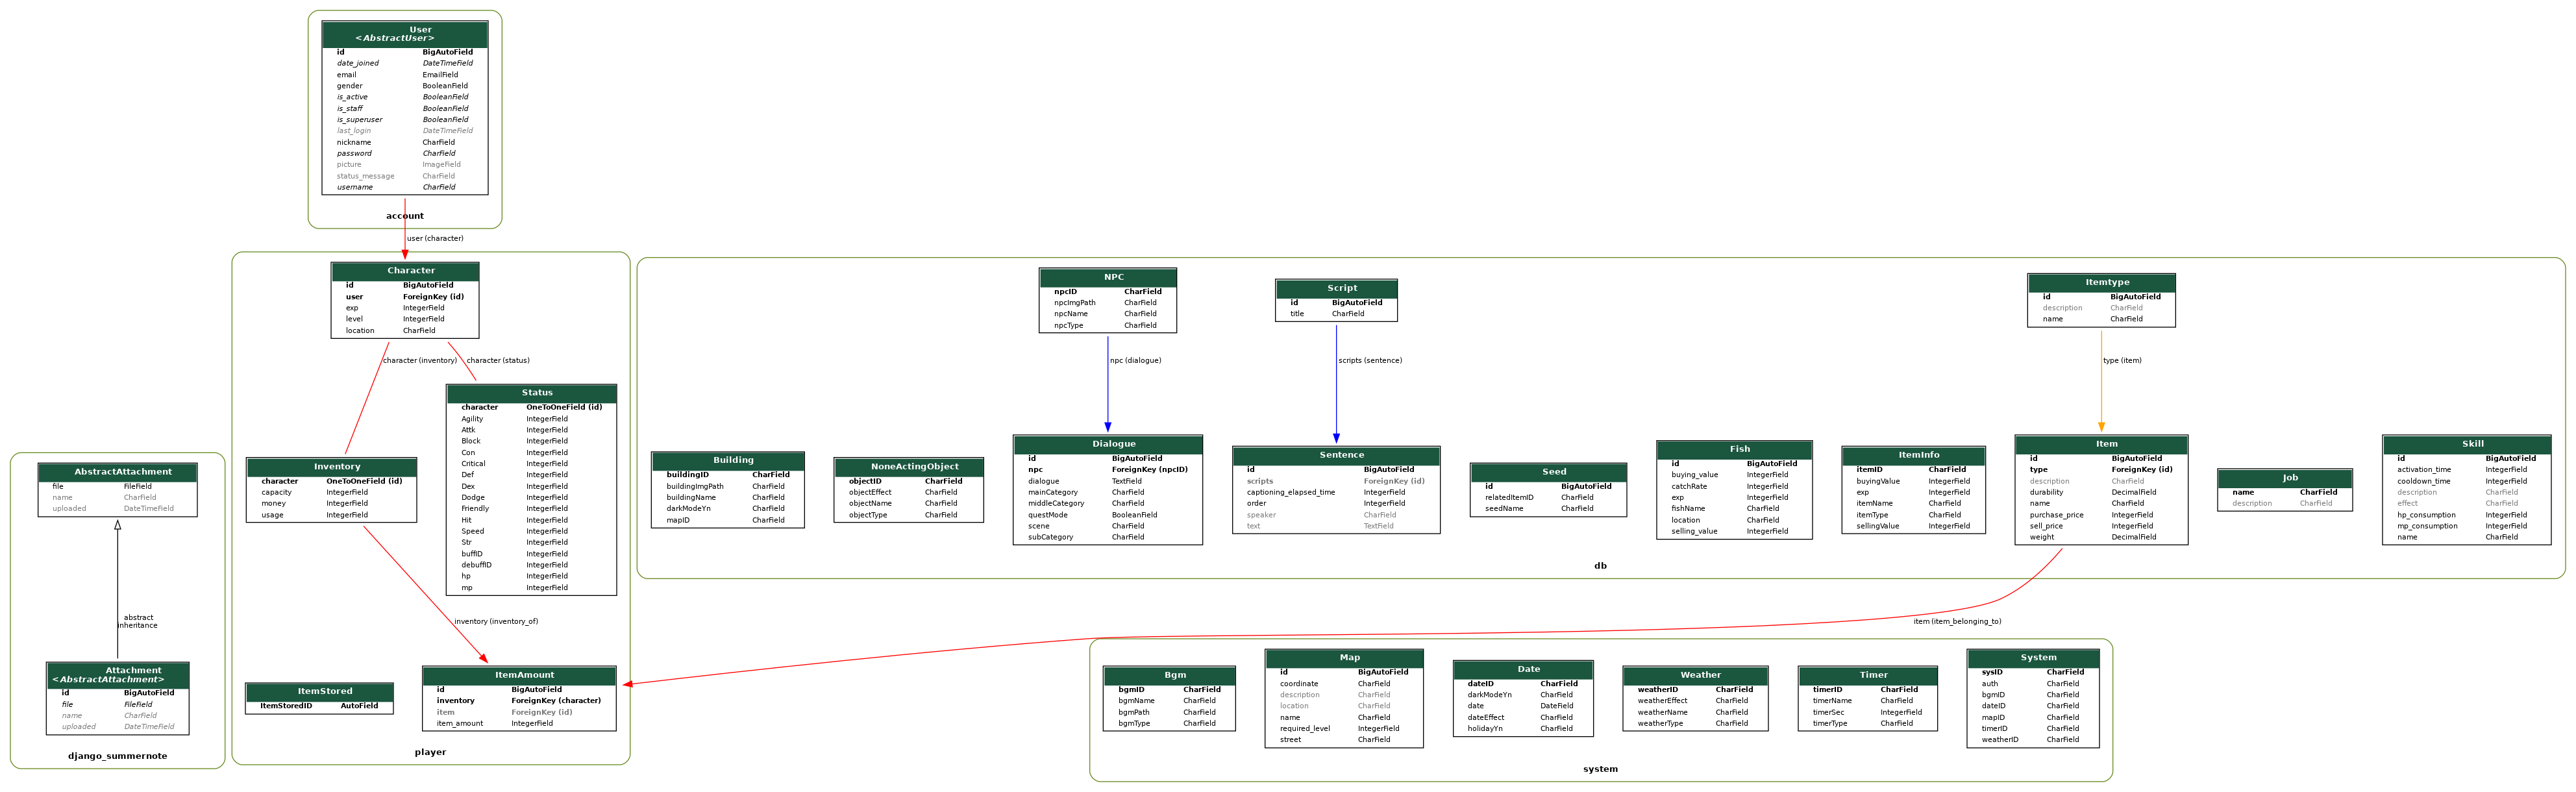 User
<AbstractUser>
id BigAutoField
date_joined DateTimeField
email EmailField
gender BooleanField
is_active BooleanField
is_staff BooleanField
is_superuser BooleanField
last_login DateTimeField
nickname CharField
password CharField
picture ImageField
status_message CharField
username CharField
account
user (character)
Character
id BigAutoField
user ForeignKey (id)
exp IntegerField
level IntegerField
location CharField
character (inventory)
character (status)
Status
character OneToOneField (id)
Agility IntegerField
Attk IntegerField
Block IntegerField
Con IntegerField
Critical IntegerField
Def IntegerField
Dex IntegerField
Dodge IntegerField
Friendly IntegerField
Hit IntegerField
Speed IntegerField
Str IntegerField
buffID IntegerField
debuffID IntegerField
hp IntegerField
mp IntegerField
Inventory
character OneToOneField (id)
capacity IntegerField
money IntegerField
usage IntegerField
inventory (inventory_of)
ItemStored
ItemStoredID AutoField
ItemAmount
id BigAutoField
inventory ForeignKey (character)
item ForeignKey (id)
item_amount IntegerField
player
AbstractAttachment
file FileField
name CharField
uploaded DateTimeField
abstract
inheritance
Attachment
<AbstractAttachment>
id BigAutoField
file FileField
name CharField
uploaded DateTimeField
django_summernote
NPC
npcID CharField
npcImgPath CharField
npcName CharField
npcType CharField
npc (dialogue)
Script
id BigAutoField
title CharField
scripts (sentence)
Itemtype
id BigAutoField
description CharField
name CharField
type (item)
Building
buildingID CharField
buildingImgPath CharField
buildingName CharField
darkModeYn CharField
mapID CharField
NoneActingObject
objectID CharField
objectEffect CharField
objectName CharField
objectType CharField
Dialogue
id BigAutoField
npc ForeignKey (npcID)
dialogue TextField
mainCategory CharField
middleCategory CharField
questMode BooleanField
scene CharField
subCategory CharField
Sentence
id BigAutoField
scripts ForeignKey (id)
captioning_elapsed_time IntegerField
order IntegerField
speaker CharField
text TextField
Seed
id BigAutoField
relatedItemID CharField
seedName CharField
Fish
id BigAutoField
buying_value IntegerField
catchRate IntegerField
exp IntegerField
fishName CharField
location CharField
selling_value IntegerField
ItemInfo
itemID CharField
buyingValue IntegerField
exp IntegerField
itemName CharField
itemType CharField
sellingValue IntegerField
Item
id BigAutoField
type ForeignKey (id)
description CharField
durability DecimalField
name CharField
purchase_price IntegerField
sell_price IntegerField
weight DecimalField
Job
name CharField
description CharField
Skill
id BigAutoField
activation_time IntegerField
cooldown_time IntegerField
description CharField
effect CharField
hp_consumption IntegerField
mp_consumption IntegerField
name CharField
db
item (item_belonging_to)
Bgm
bgmID CharField
bgmName CharField
bgmPath CharField
bgmType CharField
Map
id BigAutoField
coordinate CharField
description CharField
location CharField
name CharField
required_level IntegerField
street CharField
Date
dateID CharField
darkModeYn CharField
date DateField
dateEffect CharField
holidayYn CharField
Weather
weatherID CharField
weatherEffect CharField
weatherName CharField
weatherType CharField
Timer
timerID CharField
timerName CharField
timerSec IntegerField
timerType CharField
System
sysID CharField
auth CharField
bgmID CharField
dateID CharField
mapID CharField
timerID CharField
weatherID CharField
system